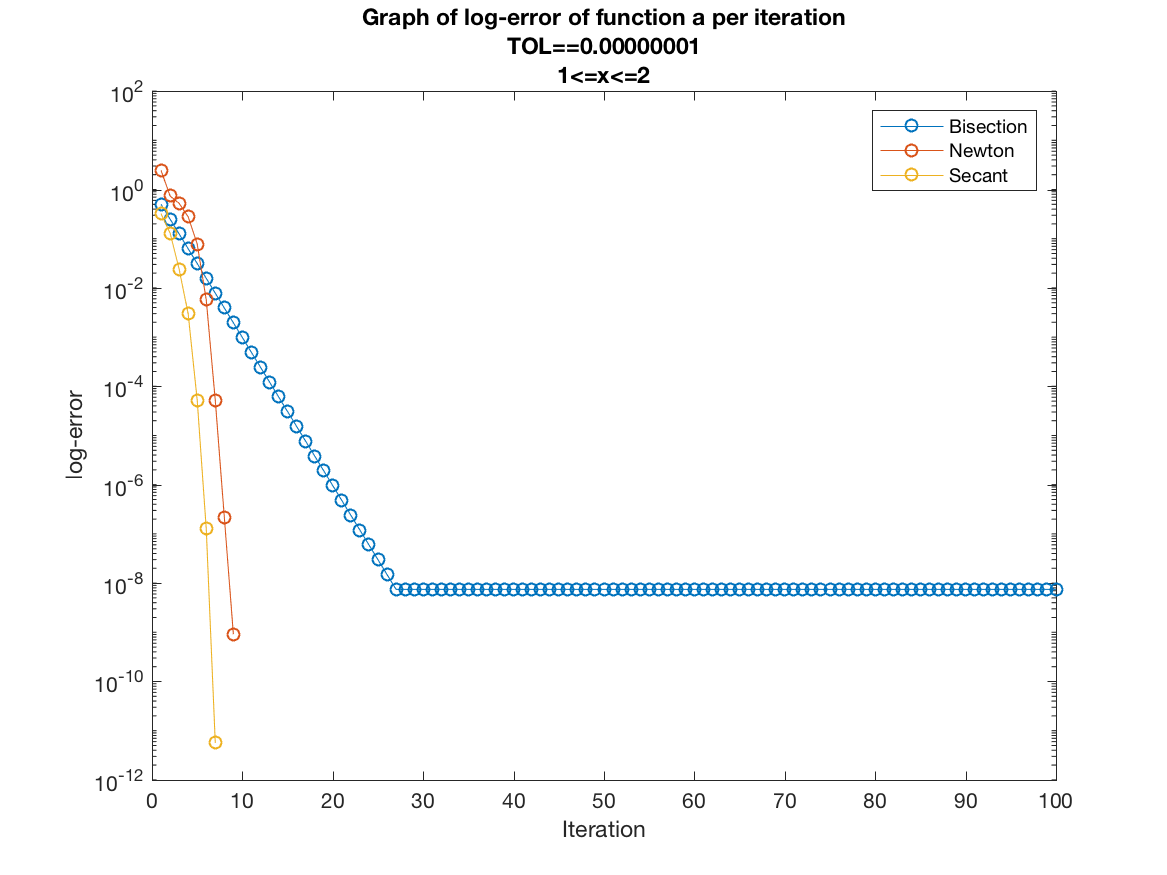 Graph of log-error of function a per iteration
TOL==0.00000001
1<=x<=2
Bisection
Newton
Secant
log-error
10^2
10^0
10^-2
10^-4
10^-6
10^-8
10^-10
10^-12
0 10 20 30 40 50 60 70 80 90 100
Iteration